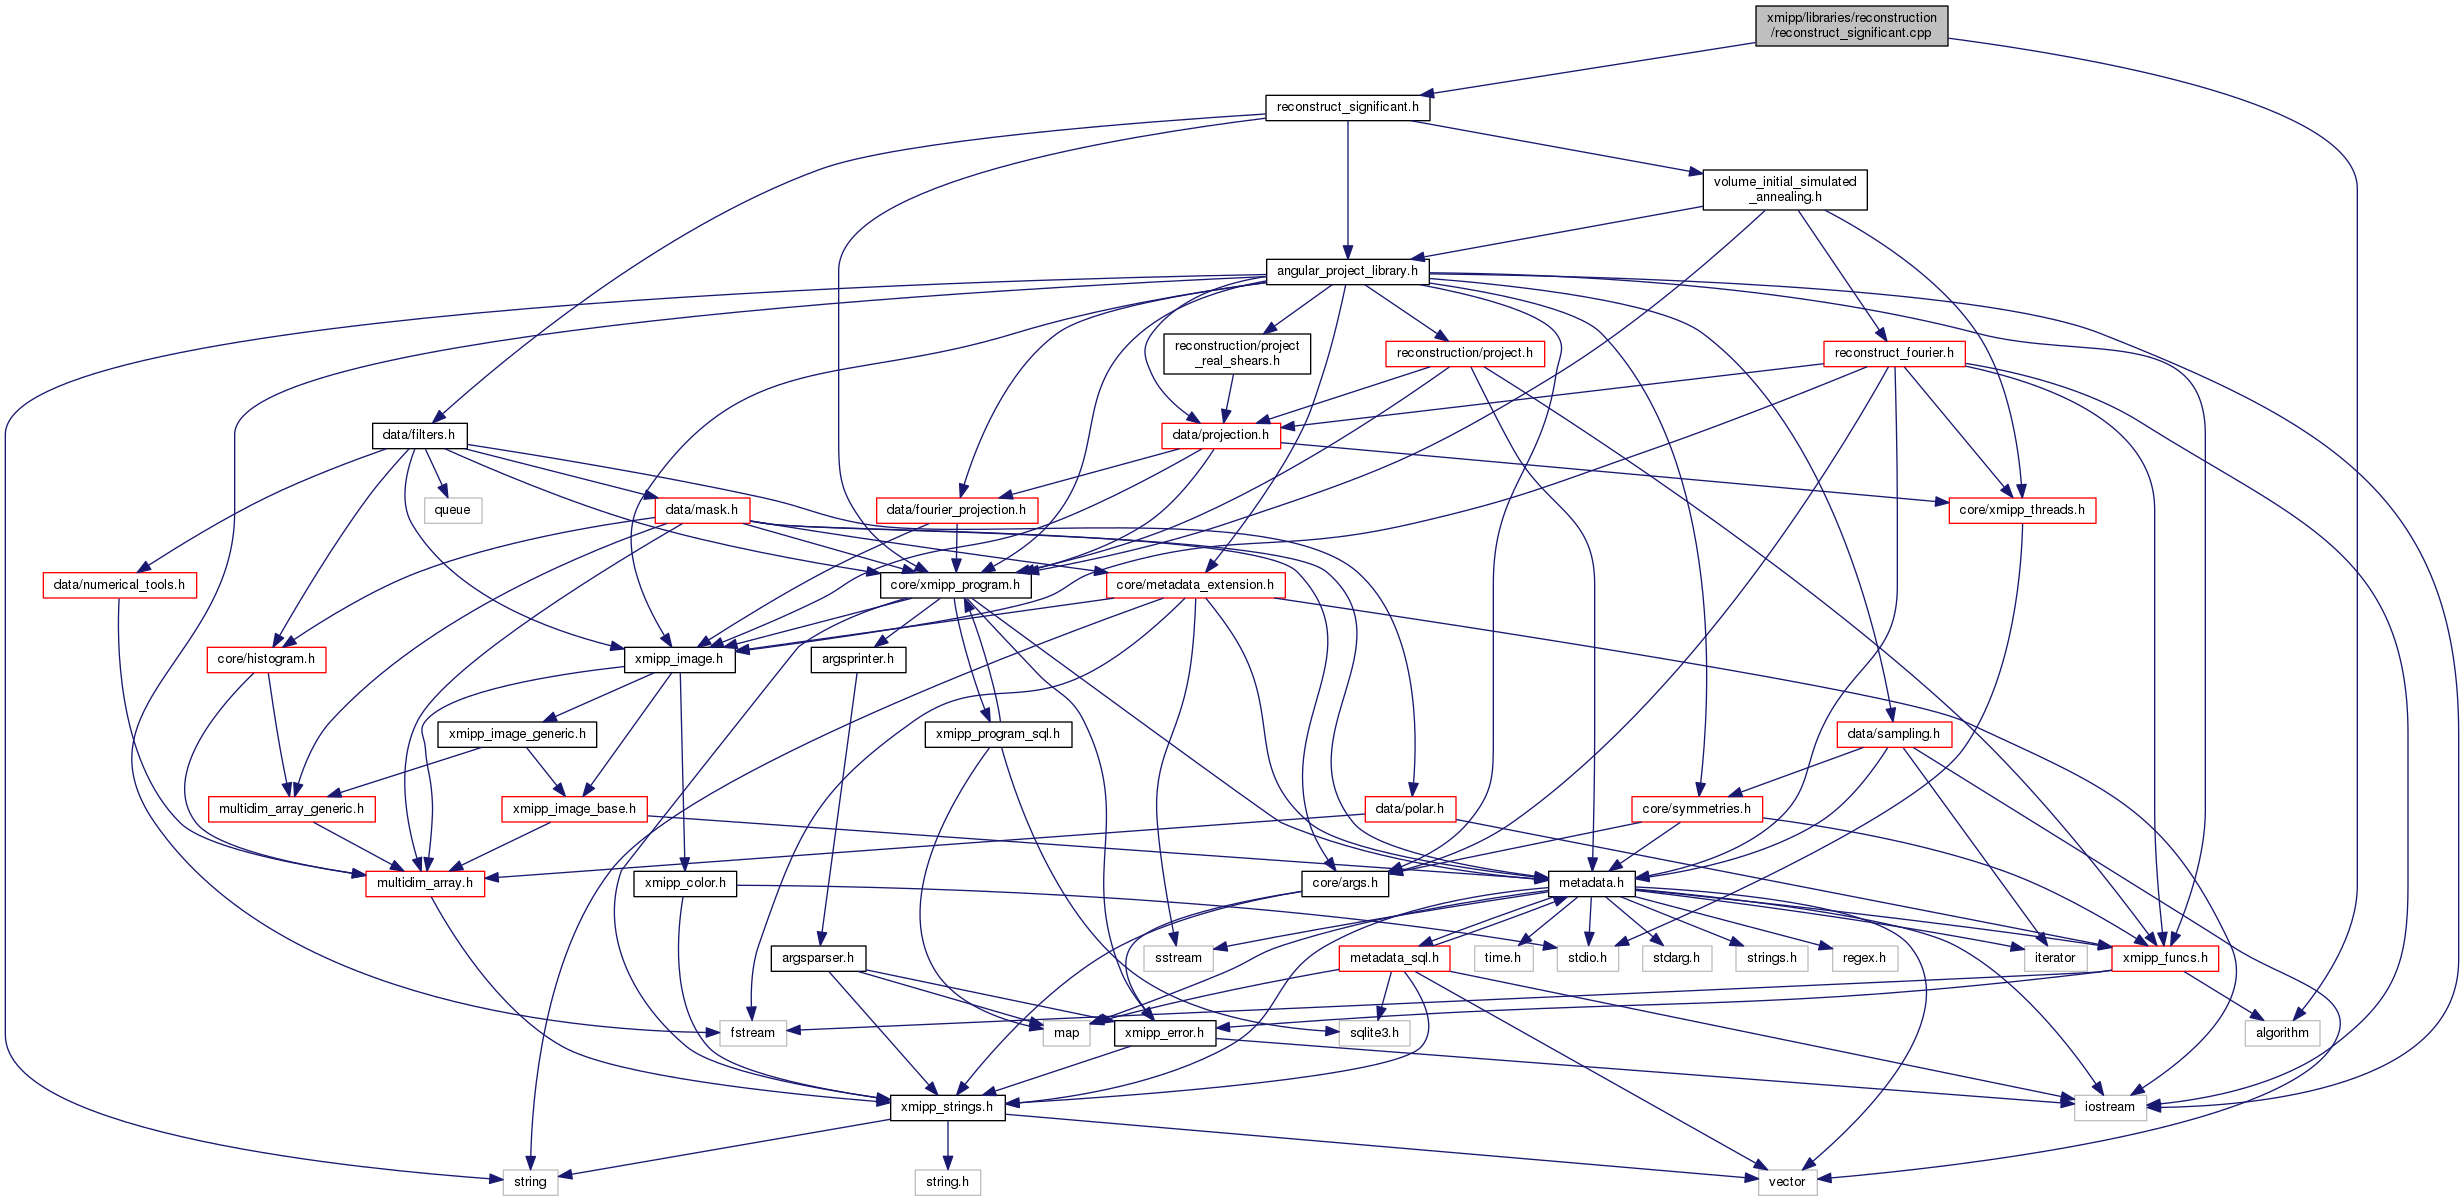 xmipp/libraries/reconstruction
/reconstruct_significant.cpp
reconstruct_significant.h
volume_initial_simulated
_annealing.h
angular_project_library.h
reconstruction/project
_real_shears.h
reconstruction/project.h
reconstruct_fourier.h
data/filters.h
data/projection.h
queue
data/mask.h
data/fourier_projection.h
core/xmipp_threads.h
data/numerical_tools.h
core/xmipp_program.h
core/metadata_extension.h
core/histogram.h
xmipp_image.h
argsprinter.h
xmipp_image_generic.h
xmipp_program_sql.h
data/sampling.h
multidim_array_generic.h
xmipp_image_base.h
data/polar.h
core/symmetries.h
multidim_array.h
xmipp_color.h
core/args.h
metadata.h
argsparser.h
sstream
metadata_sql.h
time.h
stdio.h
stdarg.h
strings.h
regex.h
iterator
xmipp_funcs.h
fstream
map
xmipp_error.h
sqlite3.h
algorithm
xmipp_strings.h
iostream
string
string.h
vector